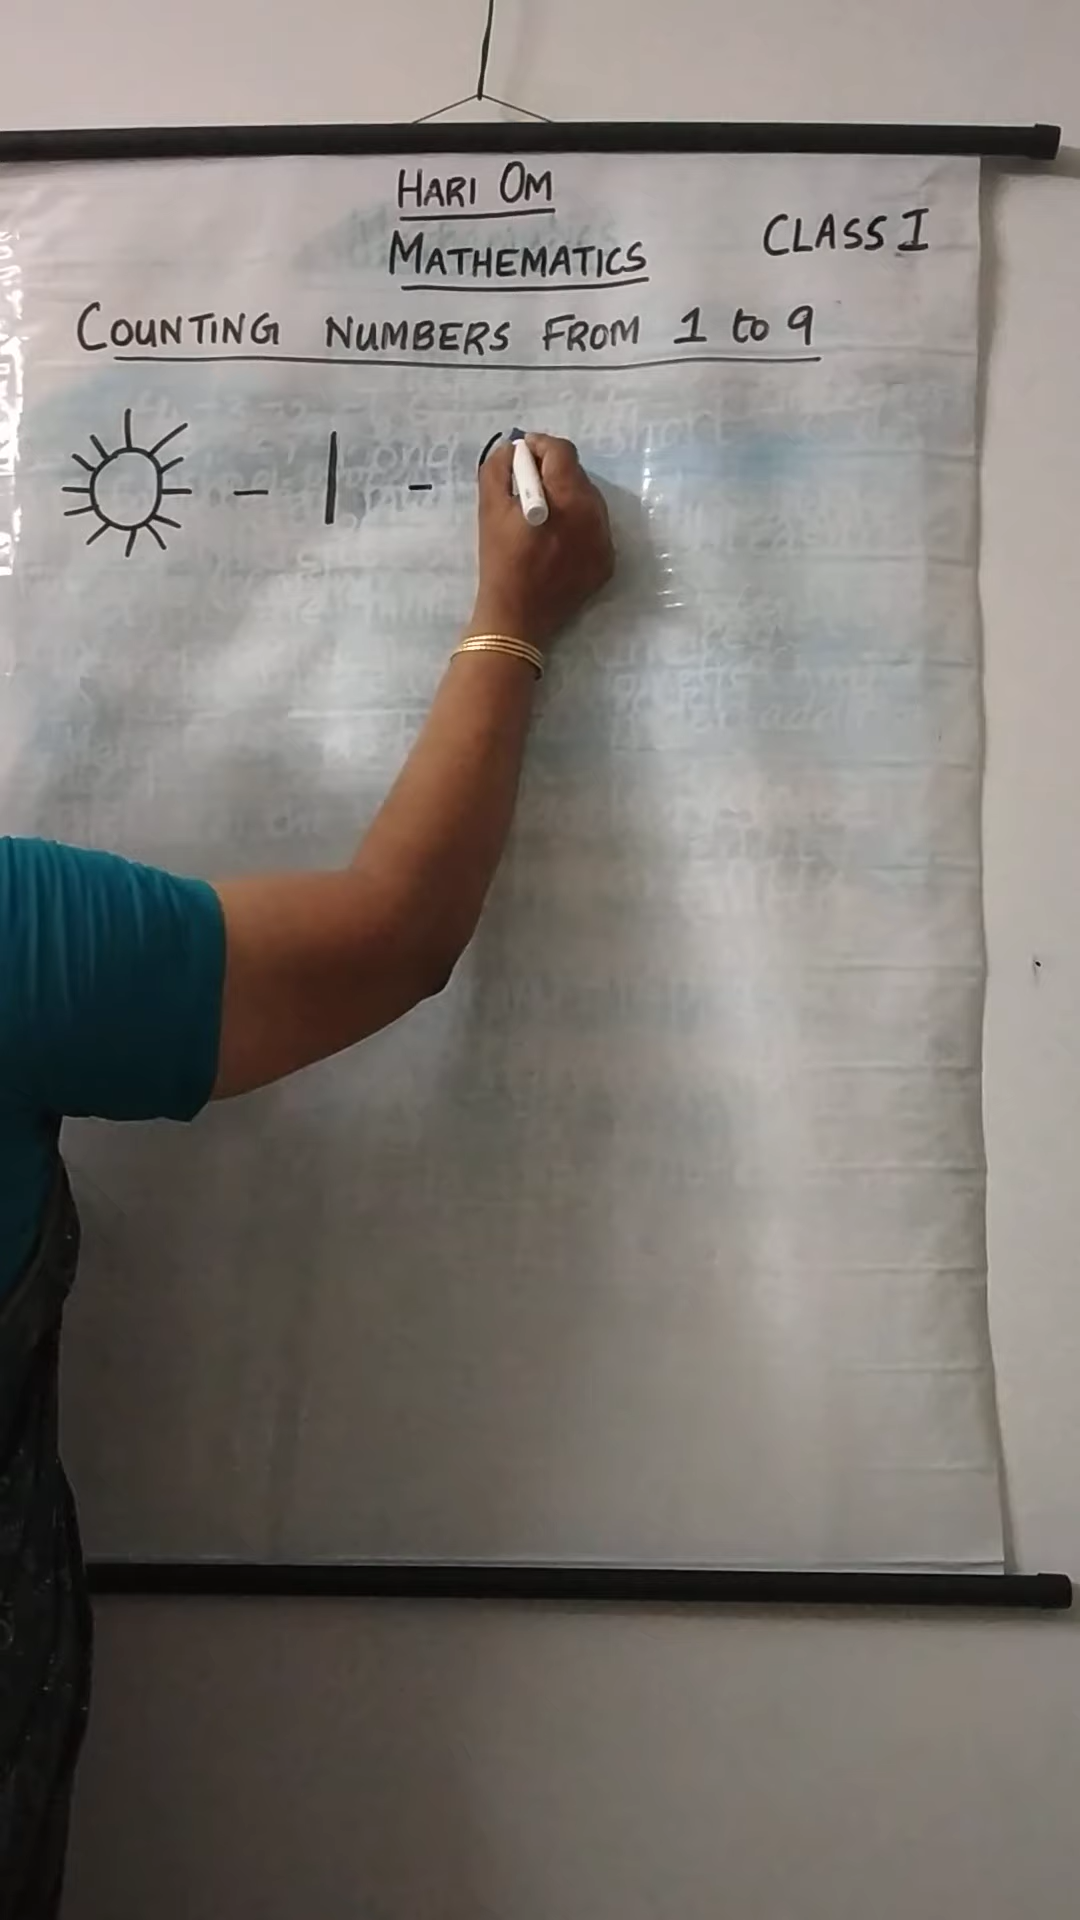 HARI OM
MATHEMATICS
CLASS I
COUNTING NUMBERS FROM 1 to 9
- 1 -